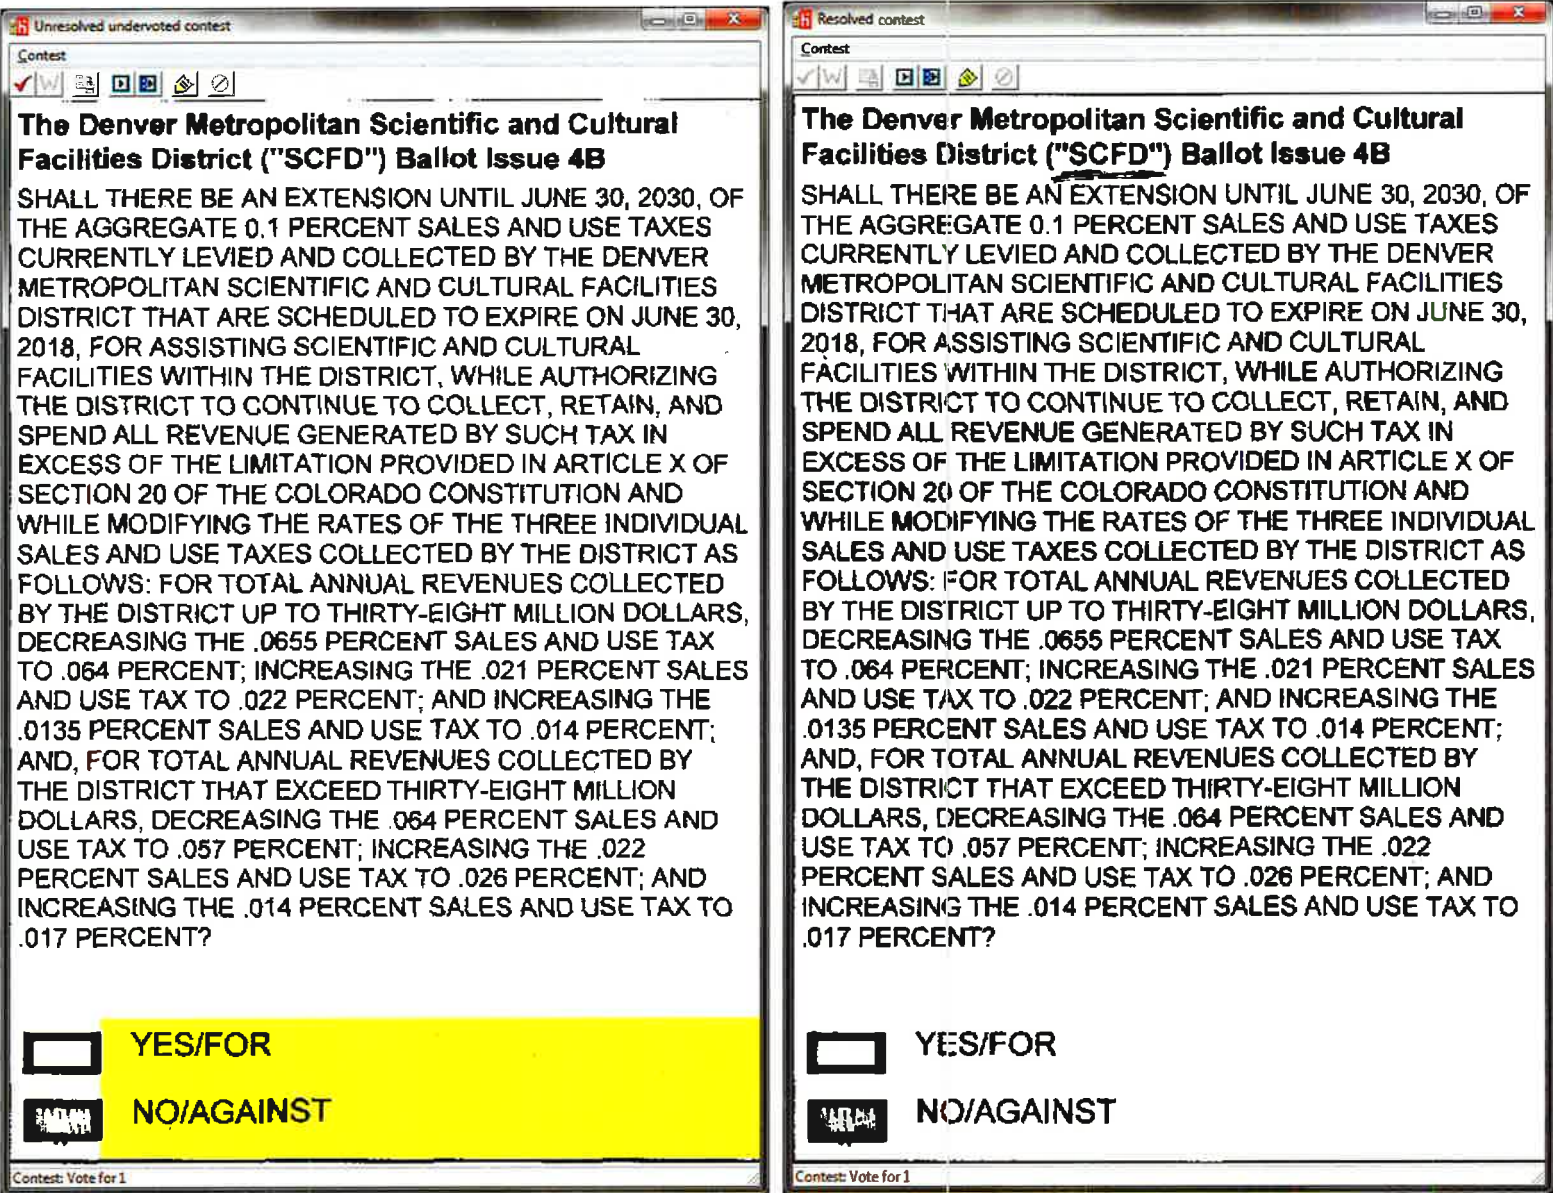 Unresolved undervoted contest
Contest
The Denver Metropolitan Scientific and Cultural
Facilities District ("SCFD") Ballot Issue 4B
SHALL THERE BE AN EXTENSION UNTIL JUNE 30, 2030, OF
THE AGGREGATE 0.1 PERCENT SALES AND USE TAXES
CURRENTLY LEVIED AND COLLECTED BY THE DENVER
METROPOLITAN SCIENTIFIC AND CULTURAL FACILITIES
DISTRICT THAT ARE SCHEDULED TO EXPIRE ON JUNE 30,
2018, FOR ASSISTING SCIENTIFIC AND CULTURAL
FACILITIES WITHIN THE DISTRICT, WHILE AUTHORIZING
THE DISTRICT TO CONTINUE TO COLLECT, RETAIN, AND
SPEND ALL REVENUE GENERATED BY SUCH TAX IN
EXCESS OF THE LIMITATION PROVIDED IN ARTICLE X OF
SECTION 20 OF THE COLORADO CONSTITUTION AND
WHILE MODIFYING THE RATES OF THE THREE INDIVIDUAL
SALES AND USE TAXES COLLECTED BY THE DISTRICT AS
FOLLOWS: FOR TOTAL ANNUAL REVENUES COLLECTED
BY THE DISTRICT UP TO THIRTY-EIGHT MILLION DOLLARS,
DECREASING THE .0655 PERCENT SALES AND USE TAX
TO .064 PERCENT; INCREASING THE .021 PERCENT SALES
AND USE TAX TO .022 PERCENT; AND INCREASING THE
.0135 PERCENT SALES AND USE TAX TO .014 PERCENT;
AND, FOR TOTAL ANNUAL REVENUES COLLECTED BY
THE DISTRICT THAT EXCEED THIRTY-EIGHT MILLION
DOLLARS, DECREASING THE .064 PERCENT SALES AND
USE TAX TO .057 PERCENT; INCREASING THE .022
PERCENT SALES AND USE TAX TO .026 PERCENT; AND
INCREASING THE .014 PERCENT SALES AND USE TAX TO
.017 PERCENT?
YES/FOR
NO/AGAINST
Contest: Vote for 1
Resolved contest
Contest
The Denver Metropolitan Scientific and Cultural
Facilities District ("SCFD") Ballot Issue 4B
SHALL THERE BE AN EXTENSION UNTIL JUNE 30, 2030, OF
THE AGGREGATE 0.1 PERCENT SALES AND USE TAXES
CURRENTLY LEVIED AND COLLECTED BY THE DENVER
METROPOLITAN SCIENTIFIC AND CULTURAL FACILITIES
DISTRICT THAT ARE SCHEDULED TO EXPIRE ON JUNE 30,
2018, FOR ASSISTING SCIENTIFIC AND CULTURAL
FACILITIES WITHIN THE DISTRICT, WHILE AUTHORIZING
THE DISTRICT TO CONTINUE TO COLLECT, RETAIN, AND
SPEND ALL REVENUE GENERATED BY SUCH TAX IN
EXCESS OF THE LIMITATION PROVIDED IN ARTICLE X OF
SECTION 20 OF THE COLORADO CONSTITUTION AND
WHILE MODIFYING THE RATES OF THE THREE INDIVIDUAL
SALES AND USE TAXES COLLECTED BY THE DISTRICT AS
FOLLOWS: FOR TOTAL ANNUAL REVENUES COLLECTED
BY THE DISTRICT UP TO THIRTY-EIGHT MILLION DOLLARS,
DECREASING THE .0655 PERCENT SALES AND USE TAX
TO .064 PERCENT; INCREASING THE .021 PERCENT SALES
AND USE TAX TO .022 PERCENT; AND INCREASING THE
.0135 PERCENT SALES AND USE TAX TO .014 PERCENT;
AND, FOR TOTAL ANNUAL REVENUES COLLECTED BY
THE DISTRICT THAT EXCEED THIRTY-EIGHT MILLION
DOLLARS, DECREASING THE .064 PERCENT SALES AND
USE TAX TO .057 PERCENT; INCREASING THE .022
PERCENT SALES AND USE TAX TO .026 PERCENT; AND
INCREASING THE .014 PERCENT SALES AND USE TAX TO
.017 PERCENT?
YES/FOR
NO/AGAINST
Contest: Vote for 1